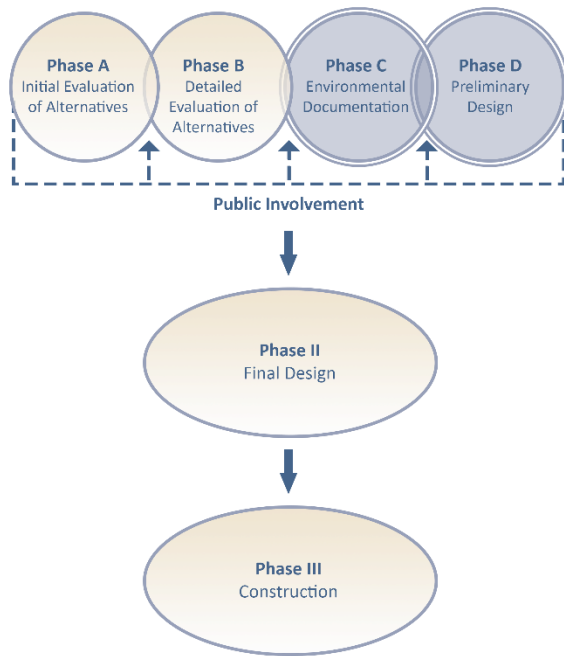 Phase A
Initial Evaluation
of Alternatives
Phase B
Detailed
Evaluation of
Alternatives
Phase C
Environmental
Documentation
Phase D
Preliminary
Design
Public Involvement
Phase II
Final Design
Phase III
Construction